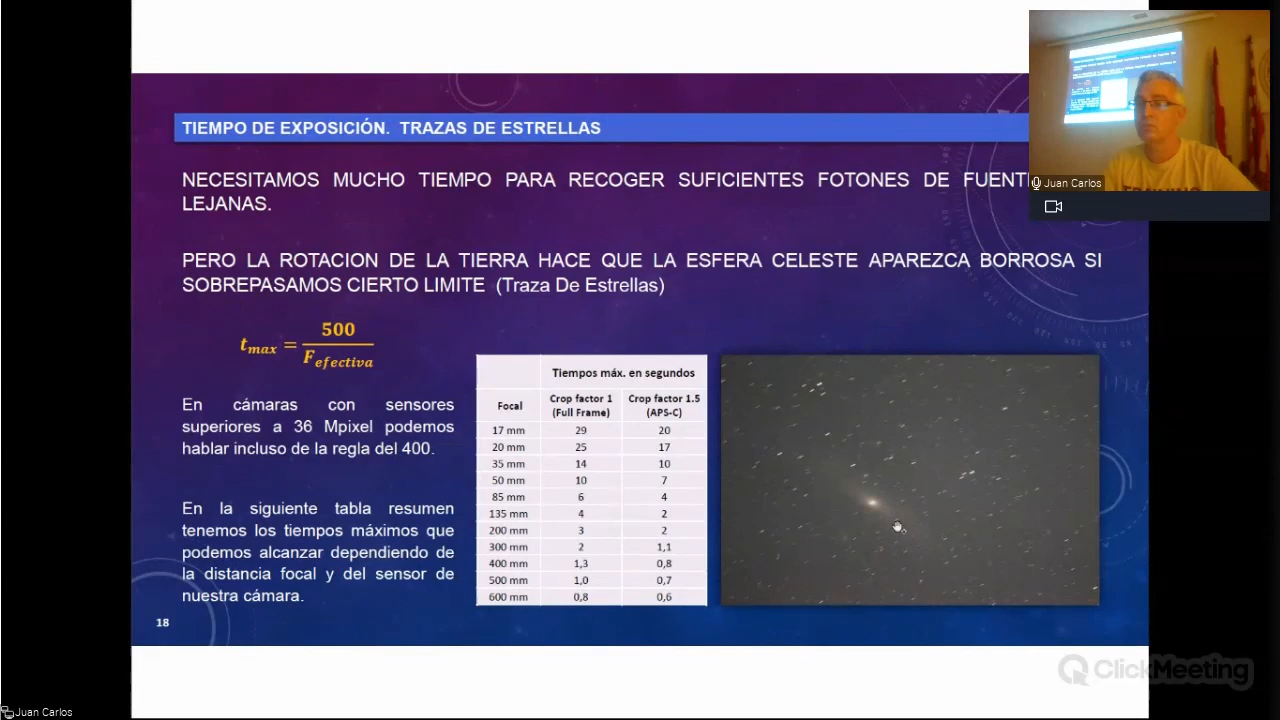 TIEMPO DE EXPOSICIÓN. TRAZAS DE ESTRELLAS
NECESITAMOS MUCHO TIEMPO PARA RECOGER SUFICIENTES FOTONES DE
LEJANAS.
PERO LA ROTACION DE LA TIERRA HACE QUE LA ESFERA CELESTE APAREZCA BORROSA SI
SOBREPASAMOS CIERTO LIMITE (Traza De Estrellas)
t_max = 500 / F_efectiva
En cámaras con sensores
superiores a 36 Mpixel podemos
hablar incluso de la regla del 400.
En la siguiente tabla resumen
tenemos los tiempos máximos que
podemos alcanzar dependiendo de
la distancia focal y del sensor de
nuestra cámara.
18
Tiempos máx. en segundos
Focal Crop factor 1 (Full Frame) Crop factor 1.5 (APS-C)
17 mm 29 20
20 mm 25 17
35 mm 14 10
50 mm 10 7
85 mm 6 4
135 mm 4 2
200 mm 3 2
300 mm 2 1,1
400 mm 1,3 0,8
500 mm 1,0 0,7
600 mm 0,8 0,6
Juan Carlos
ClickMeeting
Juan Carlos